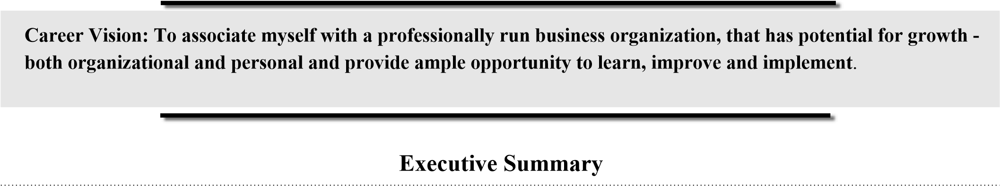 Career Vision: To associate myself with a professionally run business organization, that has potential for growth -
both organizational and personal and provide ample opportunity to learn, improve and implement.
Executive Summary